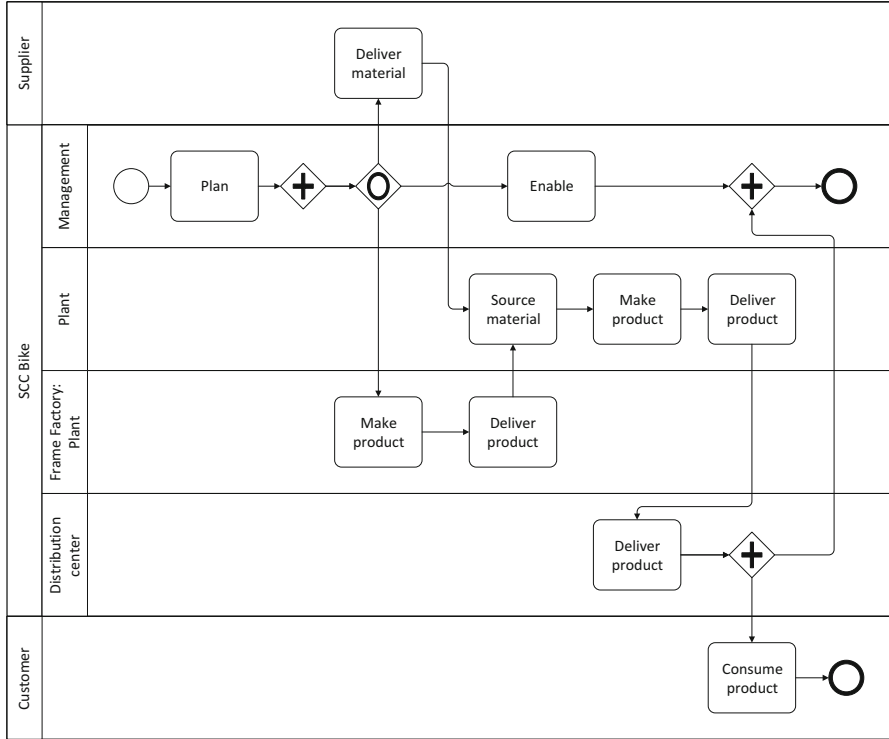 Supplier
Deliver
material
SCC Bike
Management
Plan
Enable
Plant
Source
material
Make
product
Deliver
product
Frame Factory:
Plant
Make
product
Deliver
product
Distribution
center
Deliver
product
Customer
Consume
product